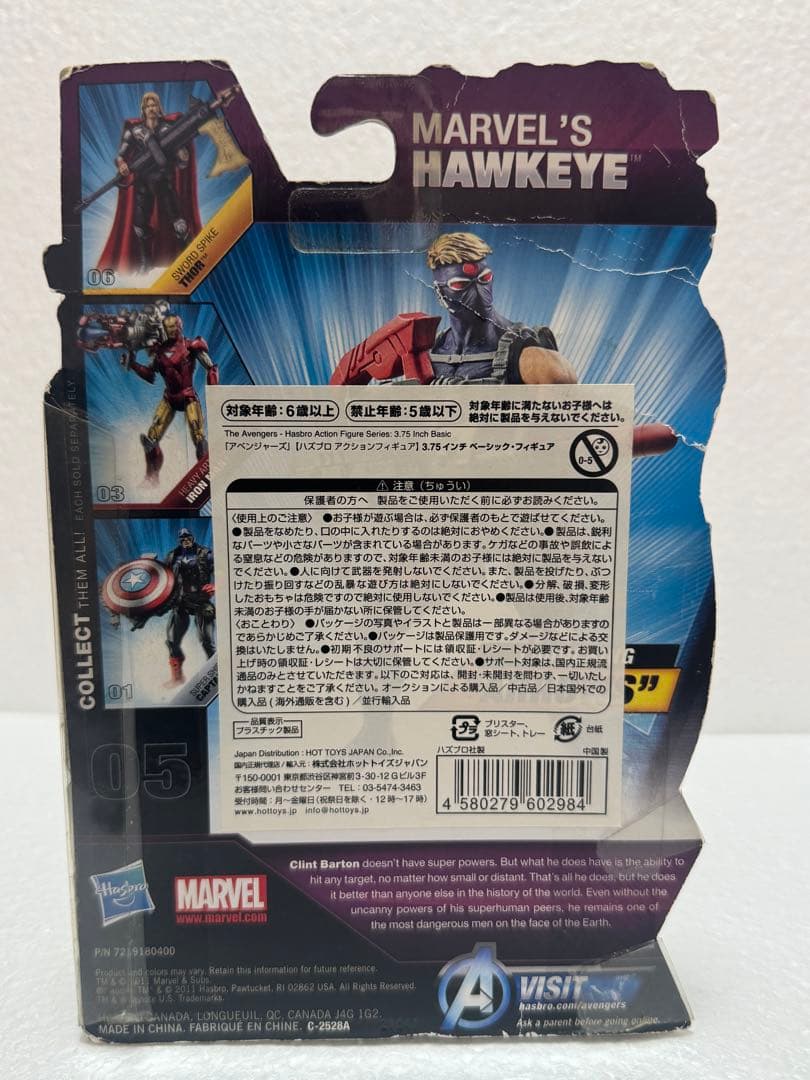 MARVEL'S
HAWKEYE™
SWORD SPIKE
THOR™
06
03
IRON
01
COLLECT THEM ALL! EACH SOLD SEPARATELY.
05
対象年齢：6歳以上
禁止年齢：5歳以下
対象年齢に満たないお子様へは
絶対に製品を与えないでください。
The Avengers - Hasbro Action Figure Series: 3.75 Inch Basic
「アベンジャーズ」【ハズブロ アクションフィギュア】3.75 インチ ベーシック・フィギュア
0-5
⚠ 注意（ちゅうい）
保護者の方へ 製品をご使用いただく前に必ずお読みください。
〈使用上のご注意〉 ●お子様が遊ぶ場合は、必ず保護者のもとで遊ばせてください。
●製品をなめたり、口の中に入れたりするのは絶対におやめください。●製品は、鋭利
なパーツや小さなパーツが含まれている場合があります。ケガなどの事故や誤飲によ
る窒息などの危険がありますので、対象年齢未満のお子様には絶対に製品を与えない
でください。●人に向けて武器を発射しないでください。また、製品を投げたり、ぶつ
けたり振り回すなどの乱暴な遊び方は絶対にしないでください。●分解、破損、変形
したおもちゃは危険ですので絶対に使用しないでください。●製品は使用後、対象年齢
未満のお子様の手が届かない所に保管してください。
〈おことわり〉 ●パッケージの写真やイラストと製品は一部異なる場合がありますの
であらかじめご了承ください。●パッケージは製品保護用です。ダメージなどによる交
換はいたしません。●初期不良のサポートには領収証・レシートが必要です。お買い
上げ時の領収証・レシートは大切に保管してください。●サポート対象は、国内正規流
通品のみとさせていただきます。以下のご対応は、開封・未開封を問わず、一切いたし
かねますことをご了承ください。オークションによる購入品／中古品／日本国外での
購入品（海外通販を含む）／並行輸入品
品質表示
プラスチック製品
プラ
ブリスター、
窓シート、トレー
紙
台紙
Japan Distribution : HOT TOYS JAPAN Co.,Inc.
国内正規代理店／輸入元：株式会社ホットトイズジャパン
〒150-0001 東京都渋谷区神宮前3-30-12 Gビル3F
お客様問い合わせセンター TEL：03-5474-3463
受付時間：月～金曜日（祝祭日を除く・12時～17時）
www.hottoys.jp info@hottoys.jp
ハズブロ社製
中国製
4 580279 602984
G
S”
Clint Barton doesn't have super powers. But what he does have is the ability to
hit any target, no matter how small or distant. That's all he does, but he does
it better than anyone else in the history of the world. Even without the
uncanny powers of his superhuman peers, he remains one of
the most dangerous men on the face of the Earth.
Hasbro
MARVEL
www.marvel.com
P/N 7219180400
Product and colors may vary. Retain this information for future reference.
TM & © 2011 Marvel & Subs.
® and/or TM & © 2011 Hasbro, Pawtucket, RI 02862 USA. All Rights Reserved.
TM & ® denote U.S. Trademarks.
HASBRO CANADA, LONGUEUIL, QC, CANADA J4G 1G2.
MADE IN CHINA. FABRIQUÉ EN CHINE. C-2528A
A
VISIT
hasbro.com/avengers
Ask a parent before going online.